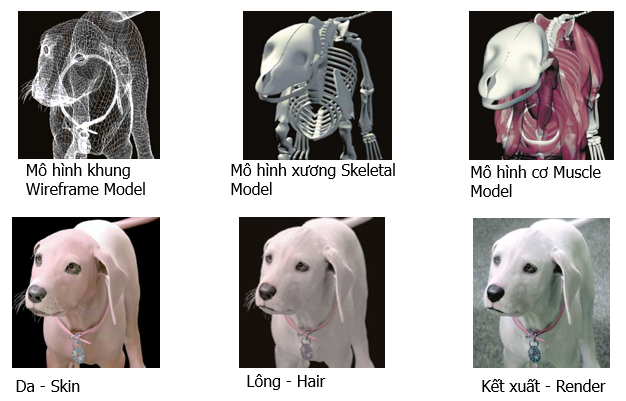 Mô hình khung
Wireframe Model
Mô hình xương Skeletal
Model
Mô hình cơ Muscle
Model
Da - Skin
Lông - Hair
Kết xuất - Render